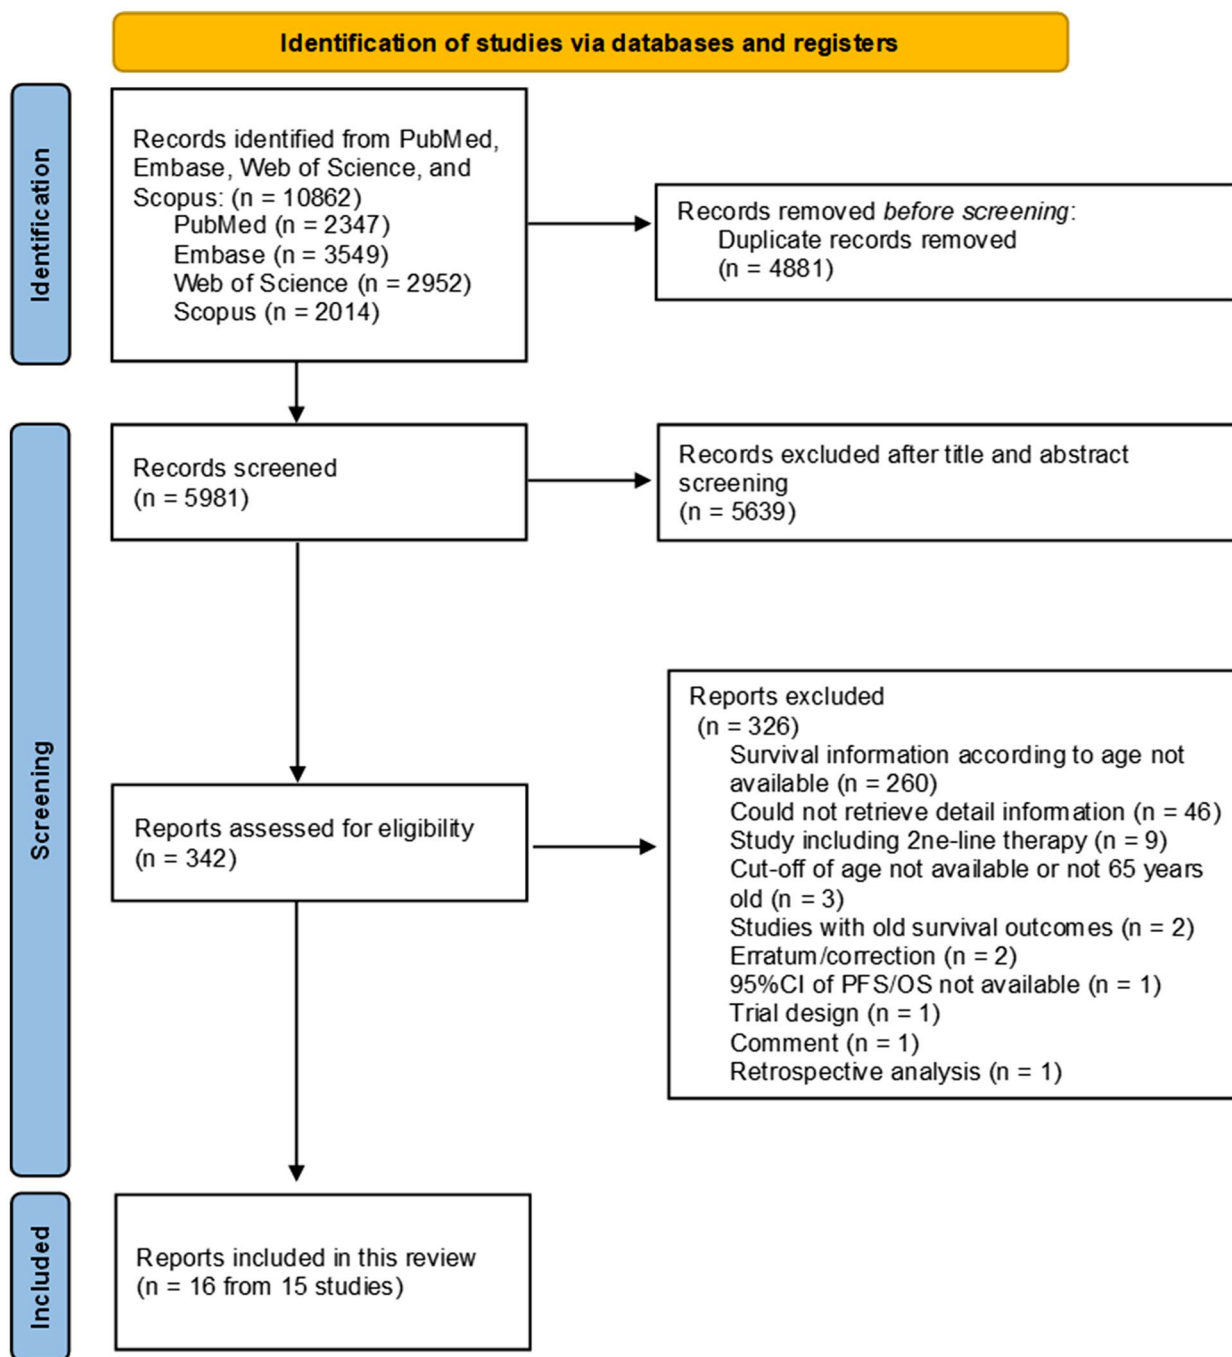 Identification of studies via databases and registers
Identification
Records identified from PubMed,
Embase, Web of Science, and
Scopus: (n = 10862)
PubMed (n = 2347)
Embase (n = 3549)
Web of Science (n = 2952)
Scopus (n = 2014)
Records removed before screening:
Duplicate records removed
(n = 4881)
Screening
Records screened
(n = 5981)
Records excluded after title and abstract
screening
(n = 5639)
Reports assessed for eligibility
(n = 342)
Reports excluded
(n = 326)
Survival information according to age not
available (n = 260)
Could not retrieve detail information (n = 46)
Study including 2ne-line therapy (n = 9)
Cut-off of age not available or not 65 years
old (n = 3)
Studies with old survival outcomes (n = 2)
Erratum/correction (n = 2)
95%CI of PFS/OS not available (n = 1)
Trial design (n = 1)
Comment (n = 1)
Retrospective analysis (n = 1)
Included
Reports included in this review
(n = 16 from 15 studies)